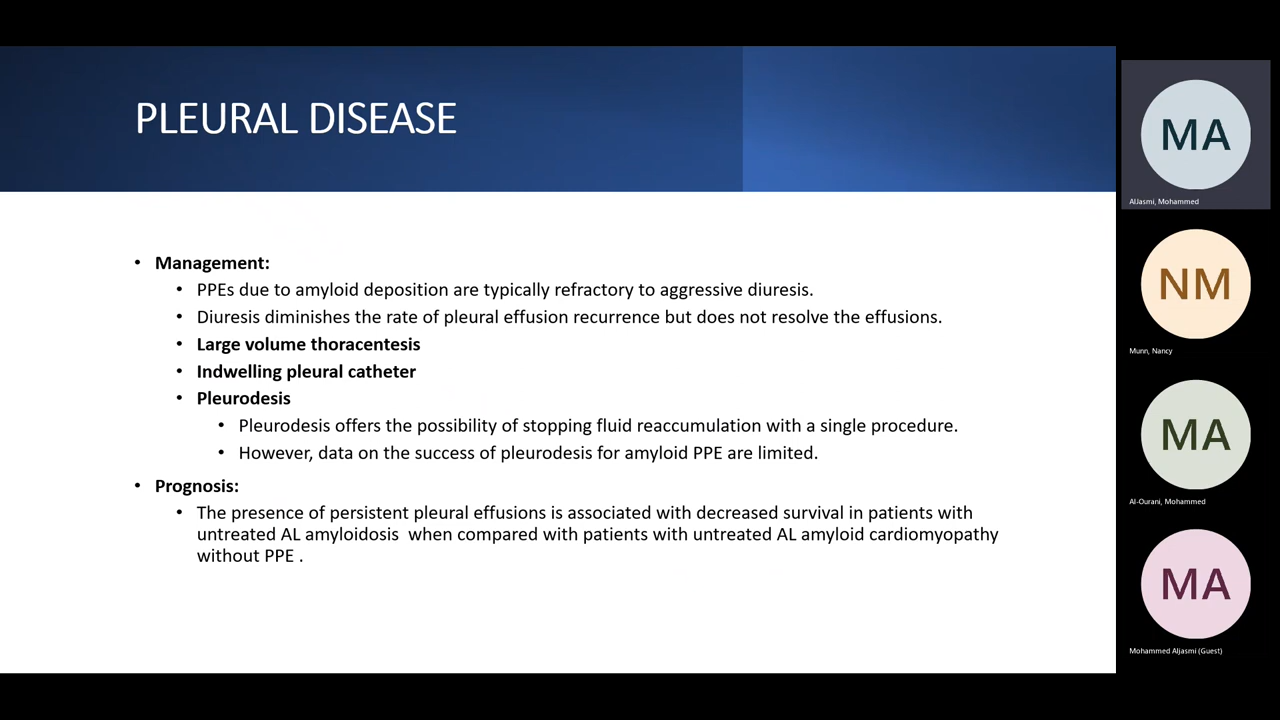 PLEURAL DISEASE
• Management:
• PPEs due to amyloid deposition are typically refractory to aggressive diuresis.
• Diuresis diminishes the rate of pleural effusion recurrence but does not resolve the effusions.
• Large volume thoracentesis
• Indwelling pleural catheter
• Pleurodesis
• Pleurodesis offers the possibility of stopping fluid reaccumulation with a single procedure.
• However, data on the success of pleurodesis for amyloid PPE are limited.
• Prognosis:
• The presence of persistent pleural effusions is associated with decreased survival in patients with
untreated AL amyloidosis when compared with patients with untreated AL amyloid cardiomyopathy
without PPE .
MA
AlJasmi, Mohammed
NM
Munn, Nancy
MA
Al-Ourani, Mohammed
MA
Mohammed Aljasmi (Guest)